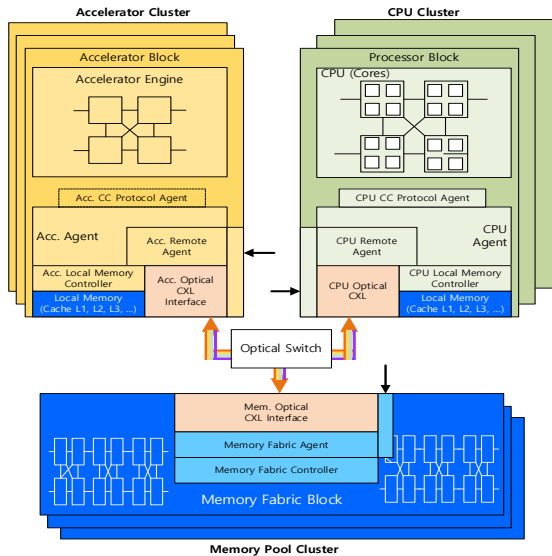 Accelerator Cluster
CPU Cluster
Accelerator Block
Accelerator Engine
Acc. CC Protocol Agent
Acc. Agent
Acc. Remote
Agent
Acc. Local Memory
Controller
Local Memory
(Cache L1, L2, L3, ...)
Acc. Optical
CXL
Interface
Processor Block
CPU (Cores)
CPU CC Protocol Agent
CPU
Agent
CPU Remote
Agent
CPU Optical
CXL
CPU Local Memory
Controller
Local Memory
(Cache L1, L2, L3, ...)
Optical Switch
Mem. Optical
CXL Interface
Memory Fabric Agent
Memory Fabric Controller
Memory Fabric Block
Memory Pool Cluster